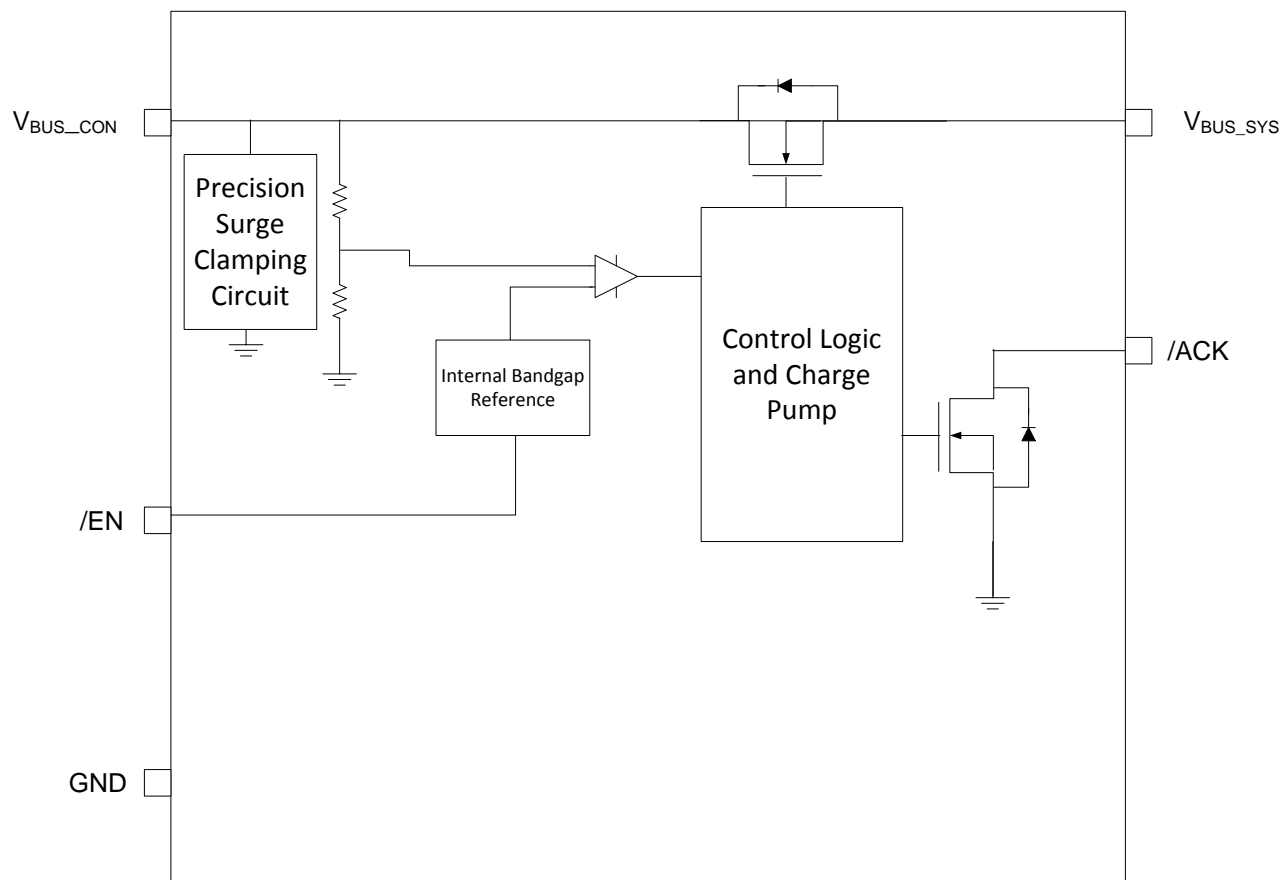 VBUS_CON
VBUS_SYS
Precision
Surge
Clamping
Circuit
Control Logic
and Charge
Pump
/ACK
Internal Bandgap
Reference
/EN
GND